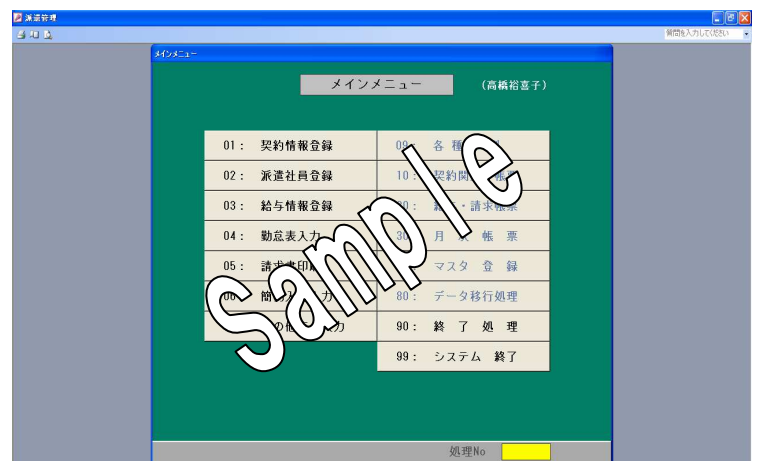 派遣管理
質問を入力してください
メインメニュー
メインメニュー (高橋裕喜子)
01: 契約情報登録
02: 派遣社員登録
03: 給与情報登録
04: 勤怠表入力
05:
10:
月 帳 票
マスタ 登 録
80: データ移行処理
90: 終 了 処 理
99: システム 終了
処理No
Sample